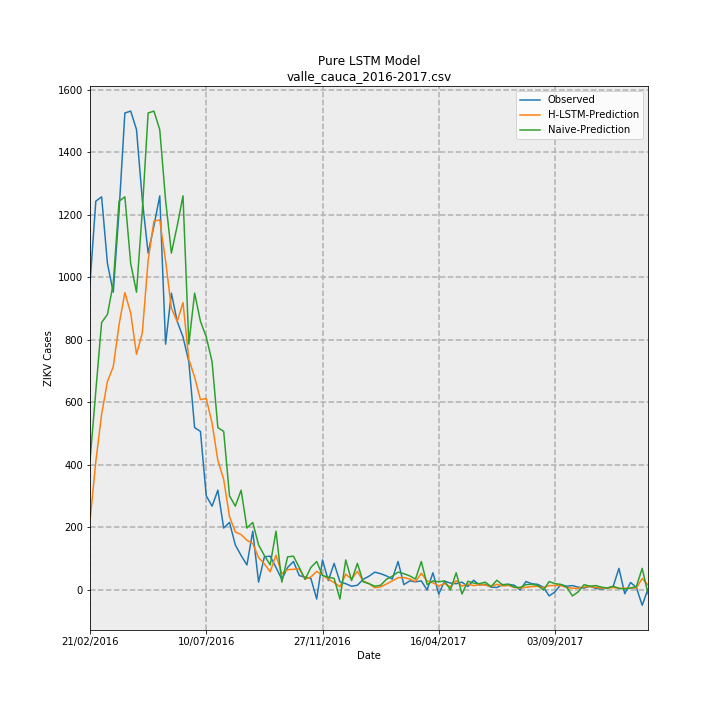 Pure LSTM Model
valle_cauca_2016-2017.csv
Observed
H-LSTM-Prediction
Naive-Prediction
1600
1400
1200
1000
800
600
400
200
0
ZIKV Cases
21/02/2016 10/07/2016 27/11/2016 16/04/2017 03/09/2017
Date